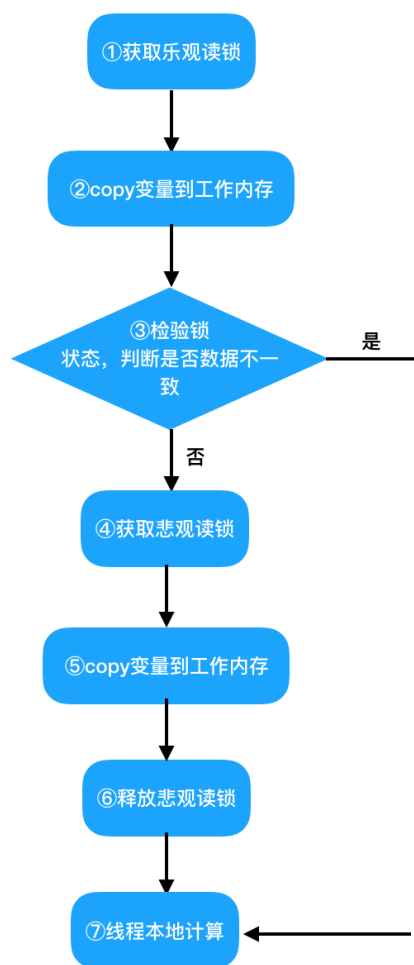 ①获取乐观读锁
②copy变量到工作内存
③检验锁
状态，判断是否数据不一
致
是
否
④获取悲观读锁
⑤copy变量到工作内存
⑥释放悲观读锁
⑦线程本地计算